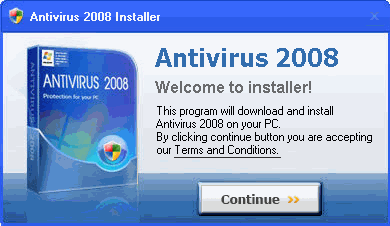 Antivirus 2008 Installer
ANTIVIRUS 2008
Protection for your PC
ANTIVIRUS 2008
2008
Antivirus 2008
Welcome to installer!
This program will download and install
Antivirus 2008 on your PC.
By clicking continue button you are accepting
our Terms and Conditions.
Continue »